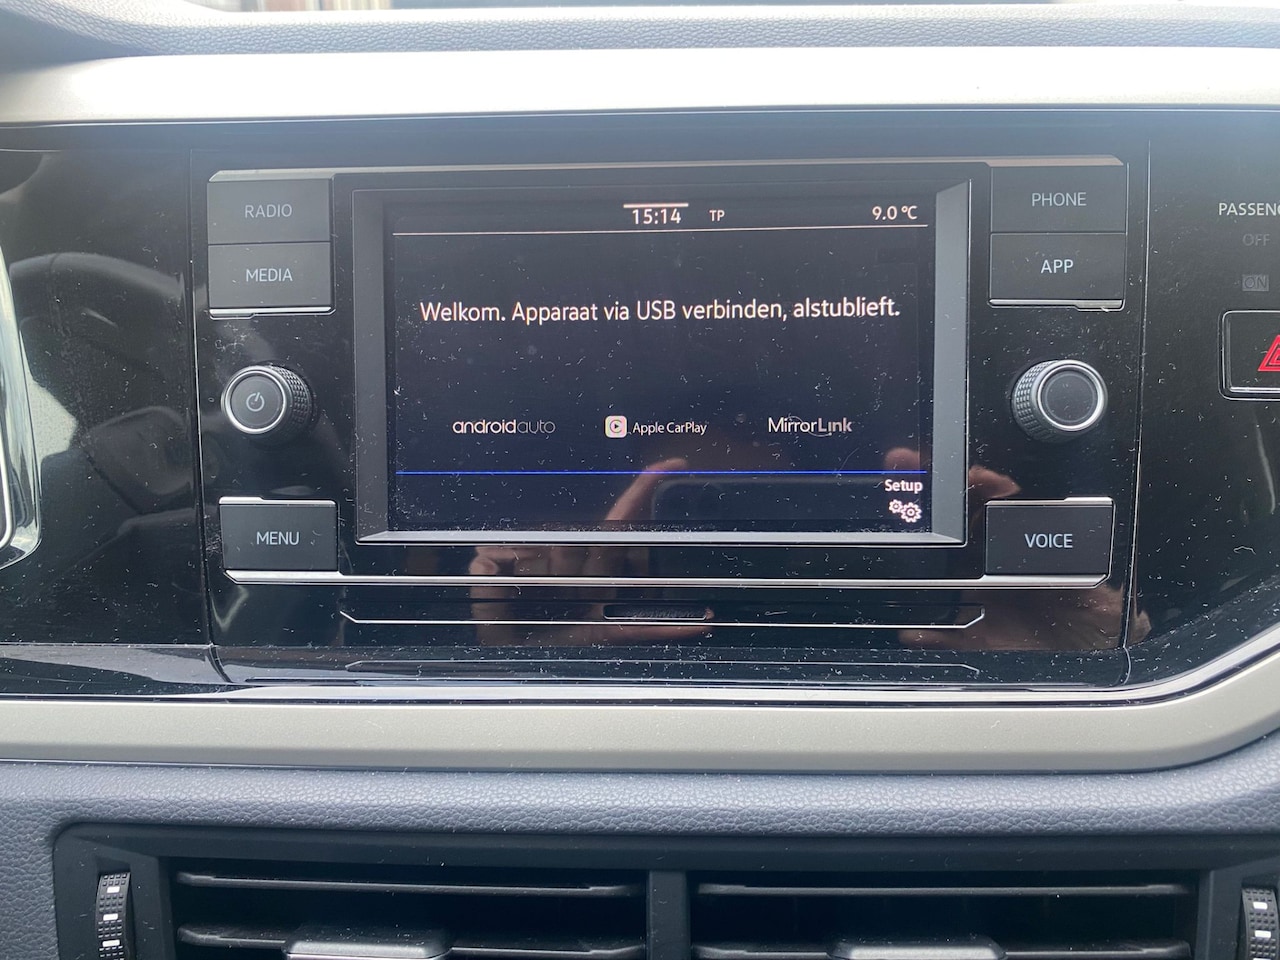 RADIO
MEDIA
MENU
15:14 TP 9.0 °C
Welkom. Apparaat via USB verbinden, alstublieft.
androidauto Apple CarPlay MirrorLink
Setup
PHONE
APP
VOICE
OFF
ON